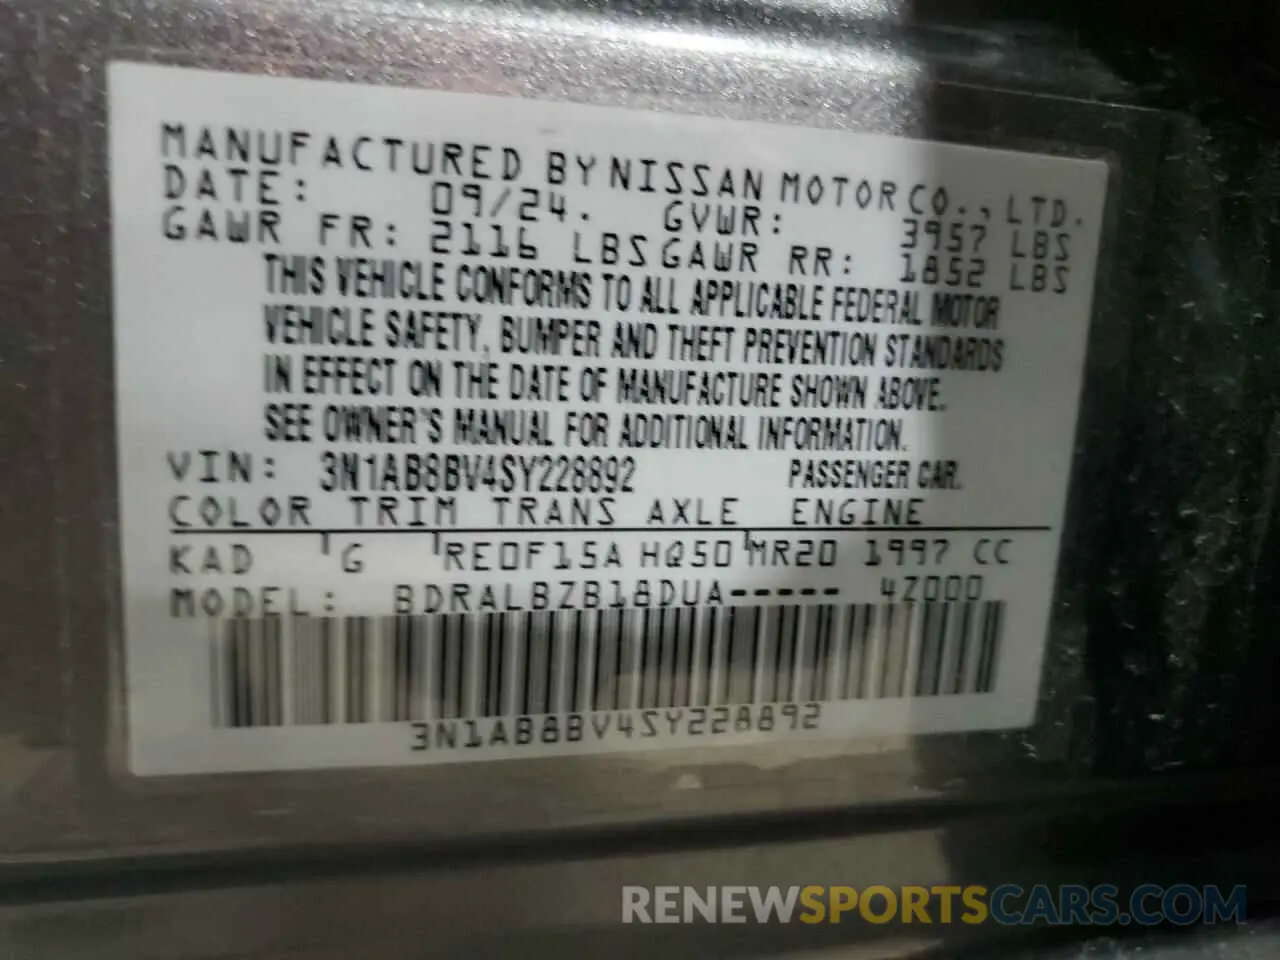 MANUFACTURED BY NISSAN MOTOR CO., LTD.
DATE: 09/24. GVWR: 3957 LBS
GAWR FR: 2116 LBS GAWR RR: 1852 LBS
THIS VEHICLE CONFORMS TO ALL APPLICABLE FEDERAL MOTOR
VEHICLE SAFETY, BUMPER AND THEFT PREVENTION STANDARDS
IN EFFECT ON THE DATE OF MANUFACTURE SHOWN ABOVE.
SEE OWNER'S MANUAL FOR ADDITIONAL INFORMATION.
VIN: 3N1AB8BV4SY228892 PASSENGER CAR.
COLOR TRIM TRANS AXLE ENGINE
KAD G RE0F15A HQ50 MR20 1997 CC
MODEL: BDRALBZB18DUA----- 4Z000
3N1AB8BV4SY228892
RENEWSPORTSCARS.COM